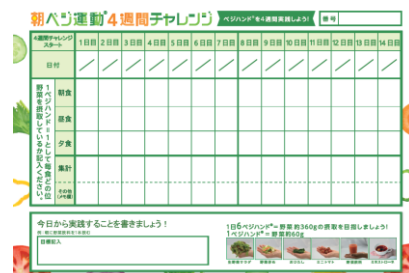 朝ベジ運動®4週間チャレンジ
ベジハンド®を4週間実践しよう!
番号
4週間チャレンジスタート 1日目 2日目 3日目 4日目 5日目 6日目 7日目 8日目 9日目 10日目 11日目 12日目 13日目 14日目
日付
1ベジハンド=1として毎食どの位
野菜を摂取しているか記入ください。
朝食
昼食
夕食
集計
その他
今日から実践することを書きましょう!
目標記入
1日6ベジハンド®=野菜約360gの摂取を目指しましょう!
1ベジハンド®=野菜約60g